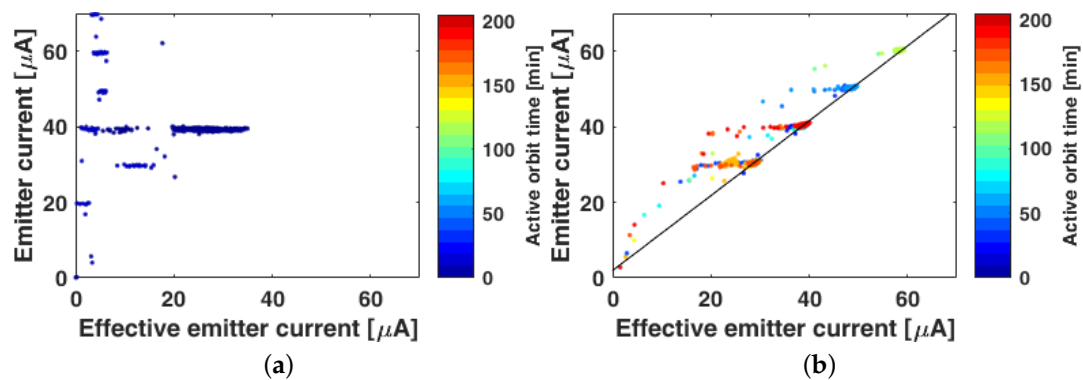 60
40
20
0
0 20 40 60
Emitter current [μA]
Effective emitter current [μA]
200
150
100
50
0
Active orbit time [min]
(a)
60
40
20
0
0 20 40 60
Emitter current [μA]
Effective emitter current [μA]
200
150
100
50
0
Active orbit time [min]
(b)